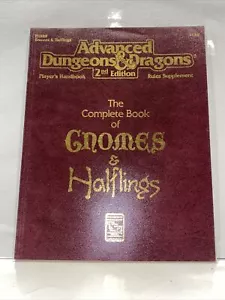 Advanced
Dungeons & Dragons
2nd Edition
Player's Handbook
Rules Supplement
The
Complete Book
of
Gnomes
&
Halflings